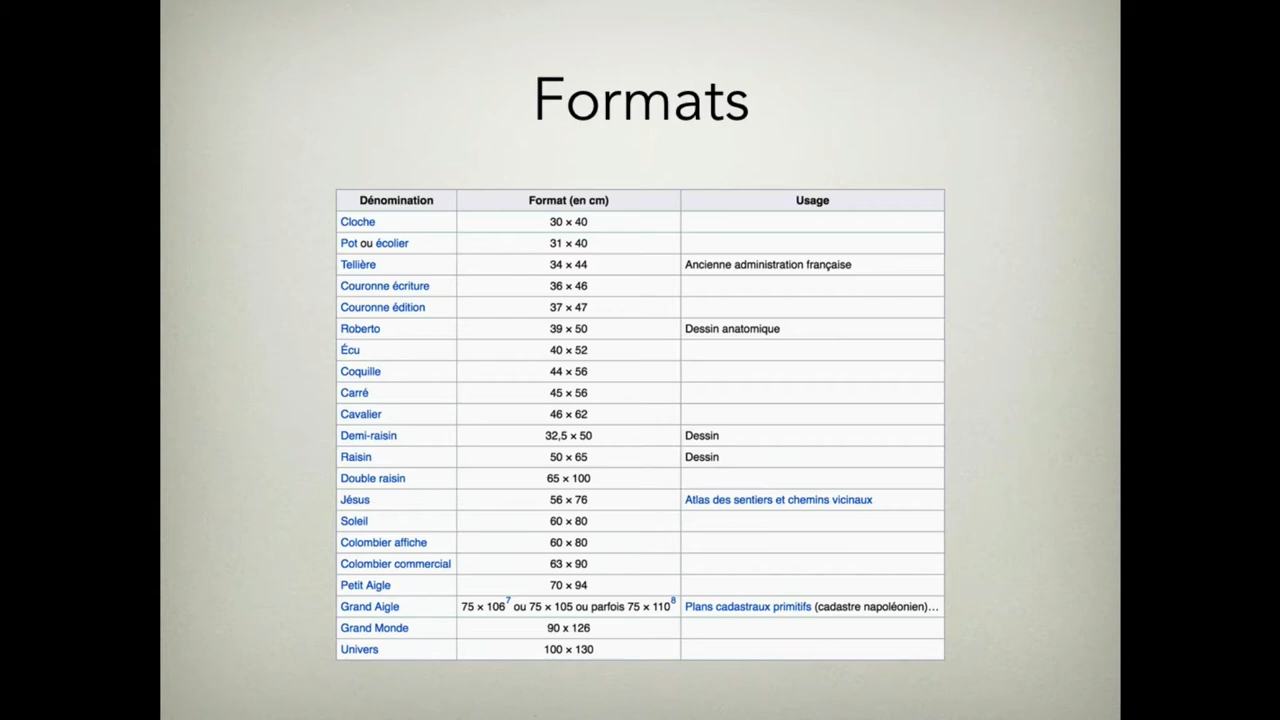 Formats
Dénomination Format (en cm) Usage
Cloche 30 × 40
Pot ou écolier 31 × 40
Tellière 34 × 44 Ancienne administration française
Couronne écriture 36 × 46
Couronne édition 37 × 47
Roberto 39 × 50 Dessin anatomique
Écu 40 × 52
Coquille 44 × 56
Carré 45 × 56
Cavalier 46 × 62
Demi-raisin 32,5 × 50 Dessin
Raisin 50 × 65 Dessin
Double raisin 65 × 100
Jésus 56 × 76 Atlas des sentiers et chemins vicinaux
Soleil 60 × 80
Colombier affiche 60 × 80
Colombier commercial 63 × 90
Petit Aigle 70 × 94
Grand Aigle 75 × 106⁷ ou 75 × 105 ou parfois 75 × 110⁸ Plans cadastraux primitifs (cadastre napoléonien)…
Grand Monde 90 x 126
Univers 100 × 130